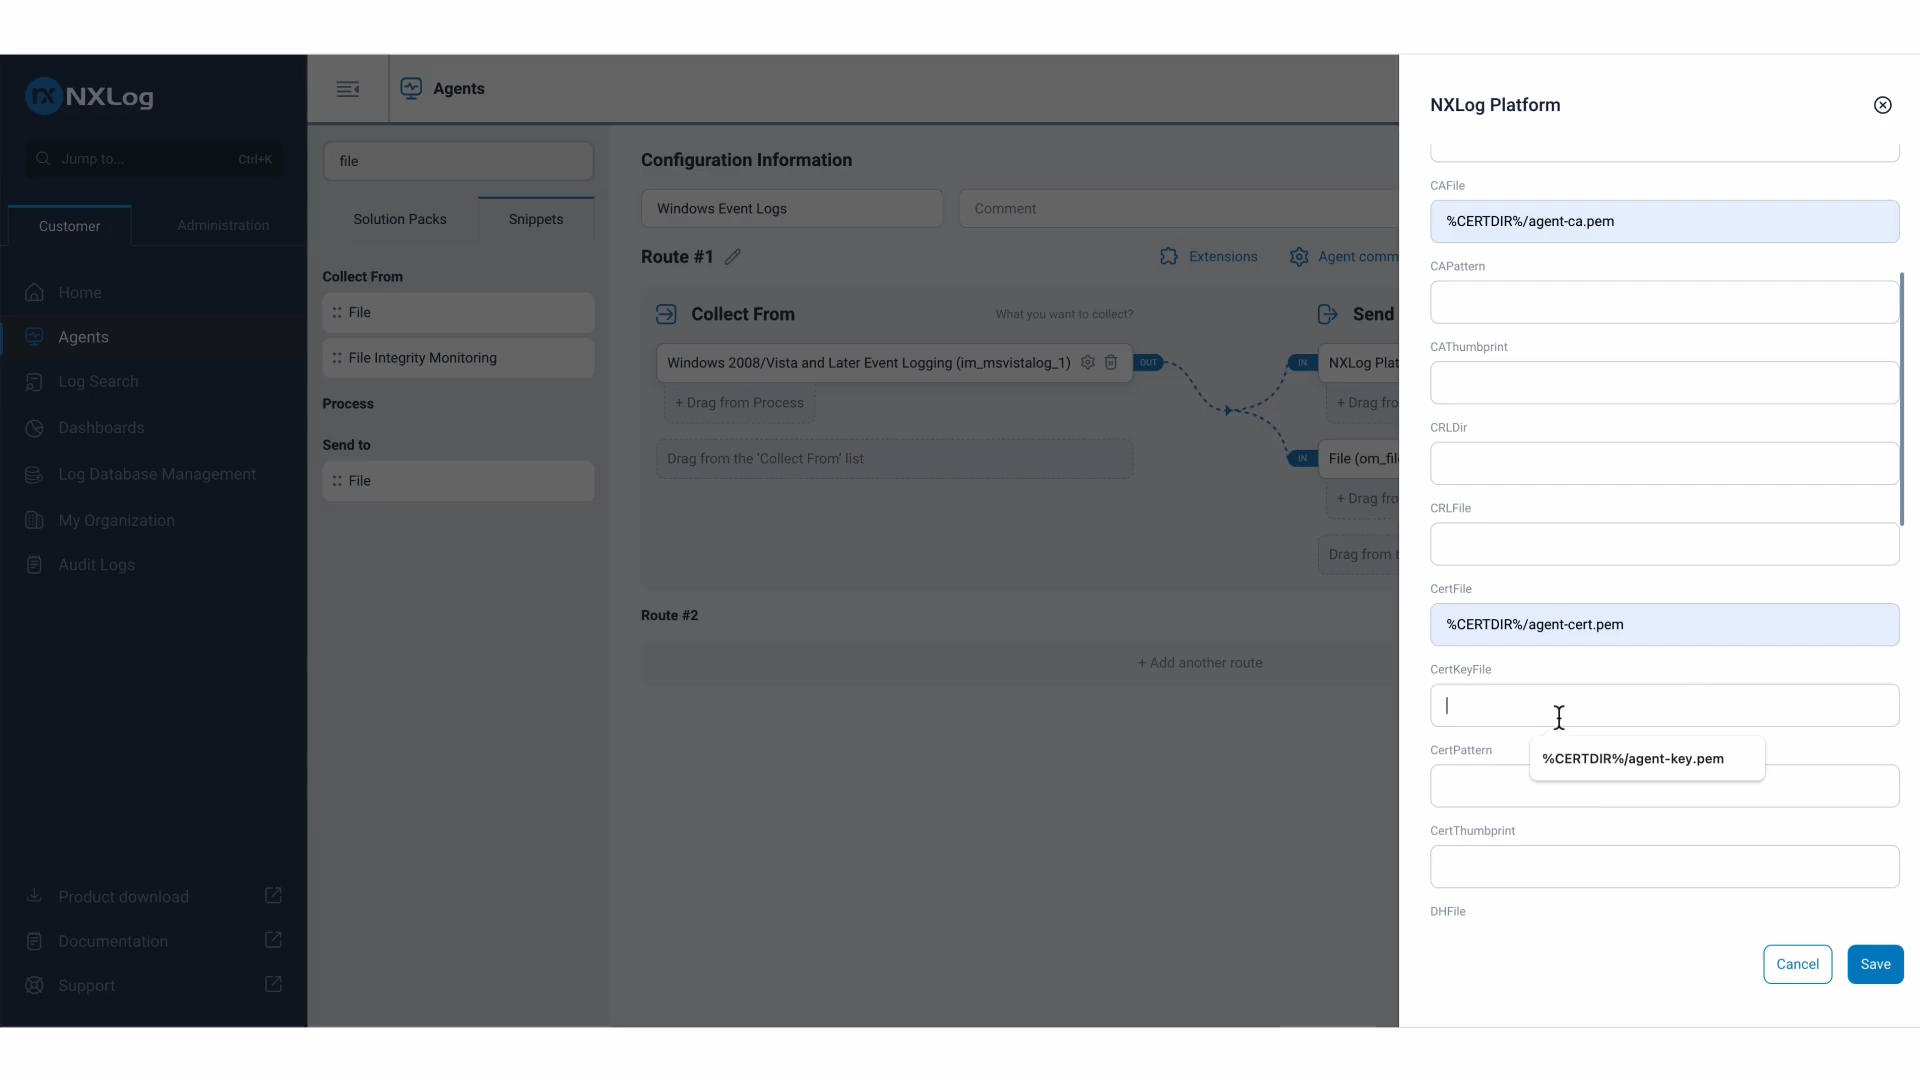 NXLog
Jump to...
Ctrl+K
Customer
Administration
Home
Agents
Log Search
Dashboards
Log Database Management
My Organization
Audit Logs
Product download
Documentation
Support
Agents
file
Solution Packs
Snippets
Collect From
File
File Integrity Monitoring
Process
Send to
File
Configuration Information
Windows Event Logs
Comment
Route #1
Extensions
Agent comm
Collect From
What you want to collect?
Send
Windows 2008/Vista and Later Event Logging (im_msvistalog_1)
OUT
IN
NXLog Plat
+ Drag from Process
+ Drag fro
Drag from the 'Collect From' list
IN
File (om_fil
+ Drag fro
Drag from t
Route #2
+ Add another route
NXLog Platform
CAFile
%CERTDIR%/agent-ca.pem
CAPattern
CAThumbprint
CRLDir
CRLFile
CertFile
%CERTDIR%/agent-cert.pem
CertKeyFile
CertPattern
%CERTDIR%/agent-key.pem
CertThumbprint
DHFile
Cancel
Save